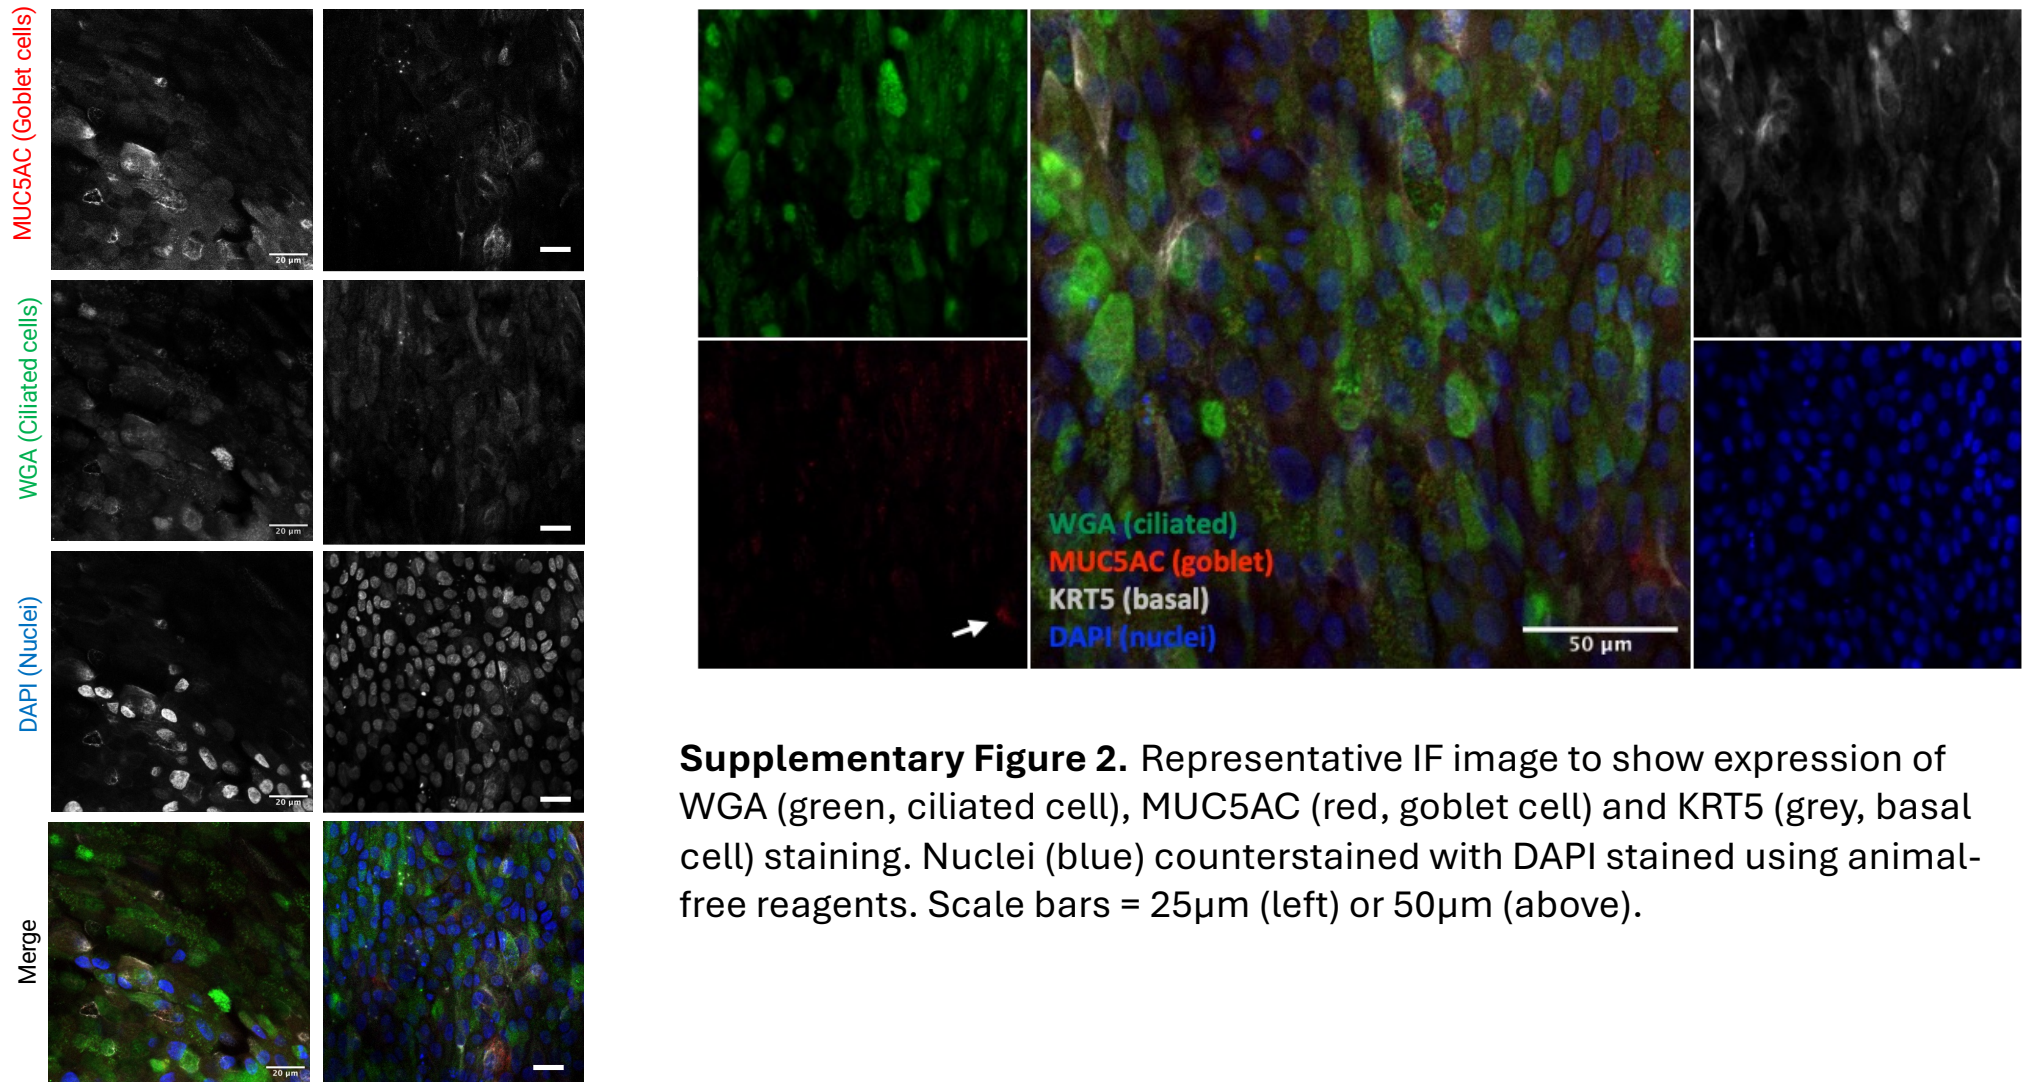 MUC5AC (Goblet cells)
20 µm
WGA (Ciliated cells)
20 µm
DAPI (Nuclei)
20 µm
Merge
20 µm
WGA (ciliated)
MUC5AC (goblet)
KRT5 (basal)
DAPI (nuclei)
50 µm
Supplementary Figure 2. Representative IF image to show expression of
WGA (green, ciliated cell), MUC5AC (red, goblet cell) and KRT5 (grey, basal
cell) staining. Nuclei (blue) counterstained with DAPI stained using animal-
free reagents. Scale bars = 25µm (left) or 50µm (above).